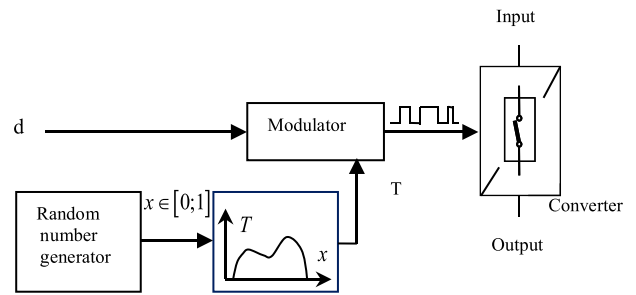 Input
d
Modulator
T
Converter
Output
Random
number
generator
x ∈ [0;1]
T
x